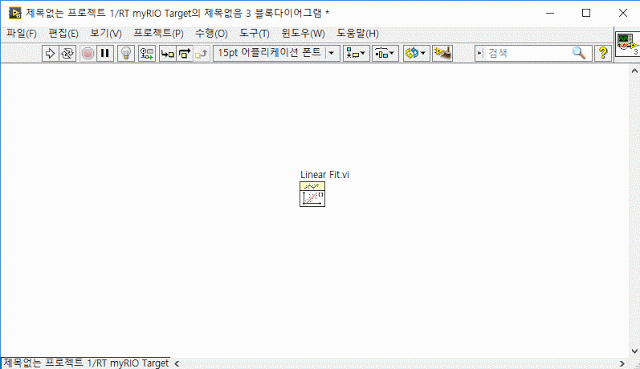 제목없는 프로젝트 1/RT myRIO Target의 제목없음 3 블록다이어그램 *
파일(F) 편집(E) 보기(V) 프로젝트(P) 수행(O) 도구(T) 윈도우(W) 도움말(H)
15pt 어플리케이션 폰트 검색 ? 3
Linear Fit.vi
제목없는 프로젝트 1/RT myRIO Target